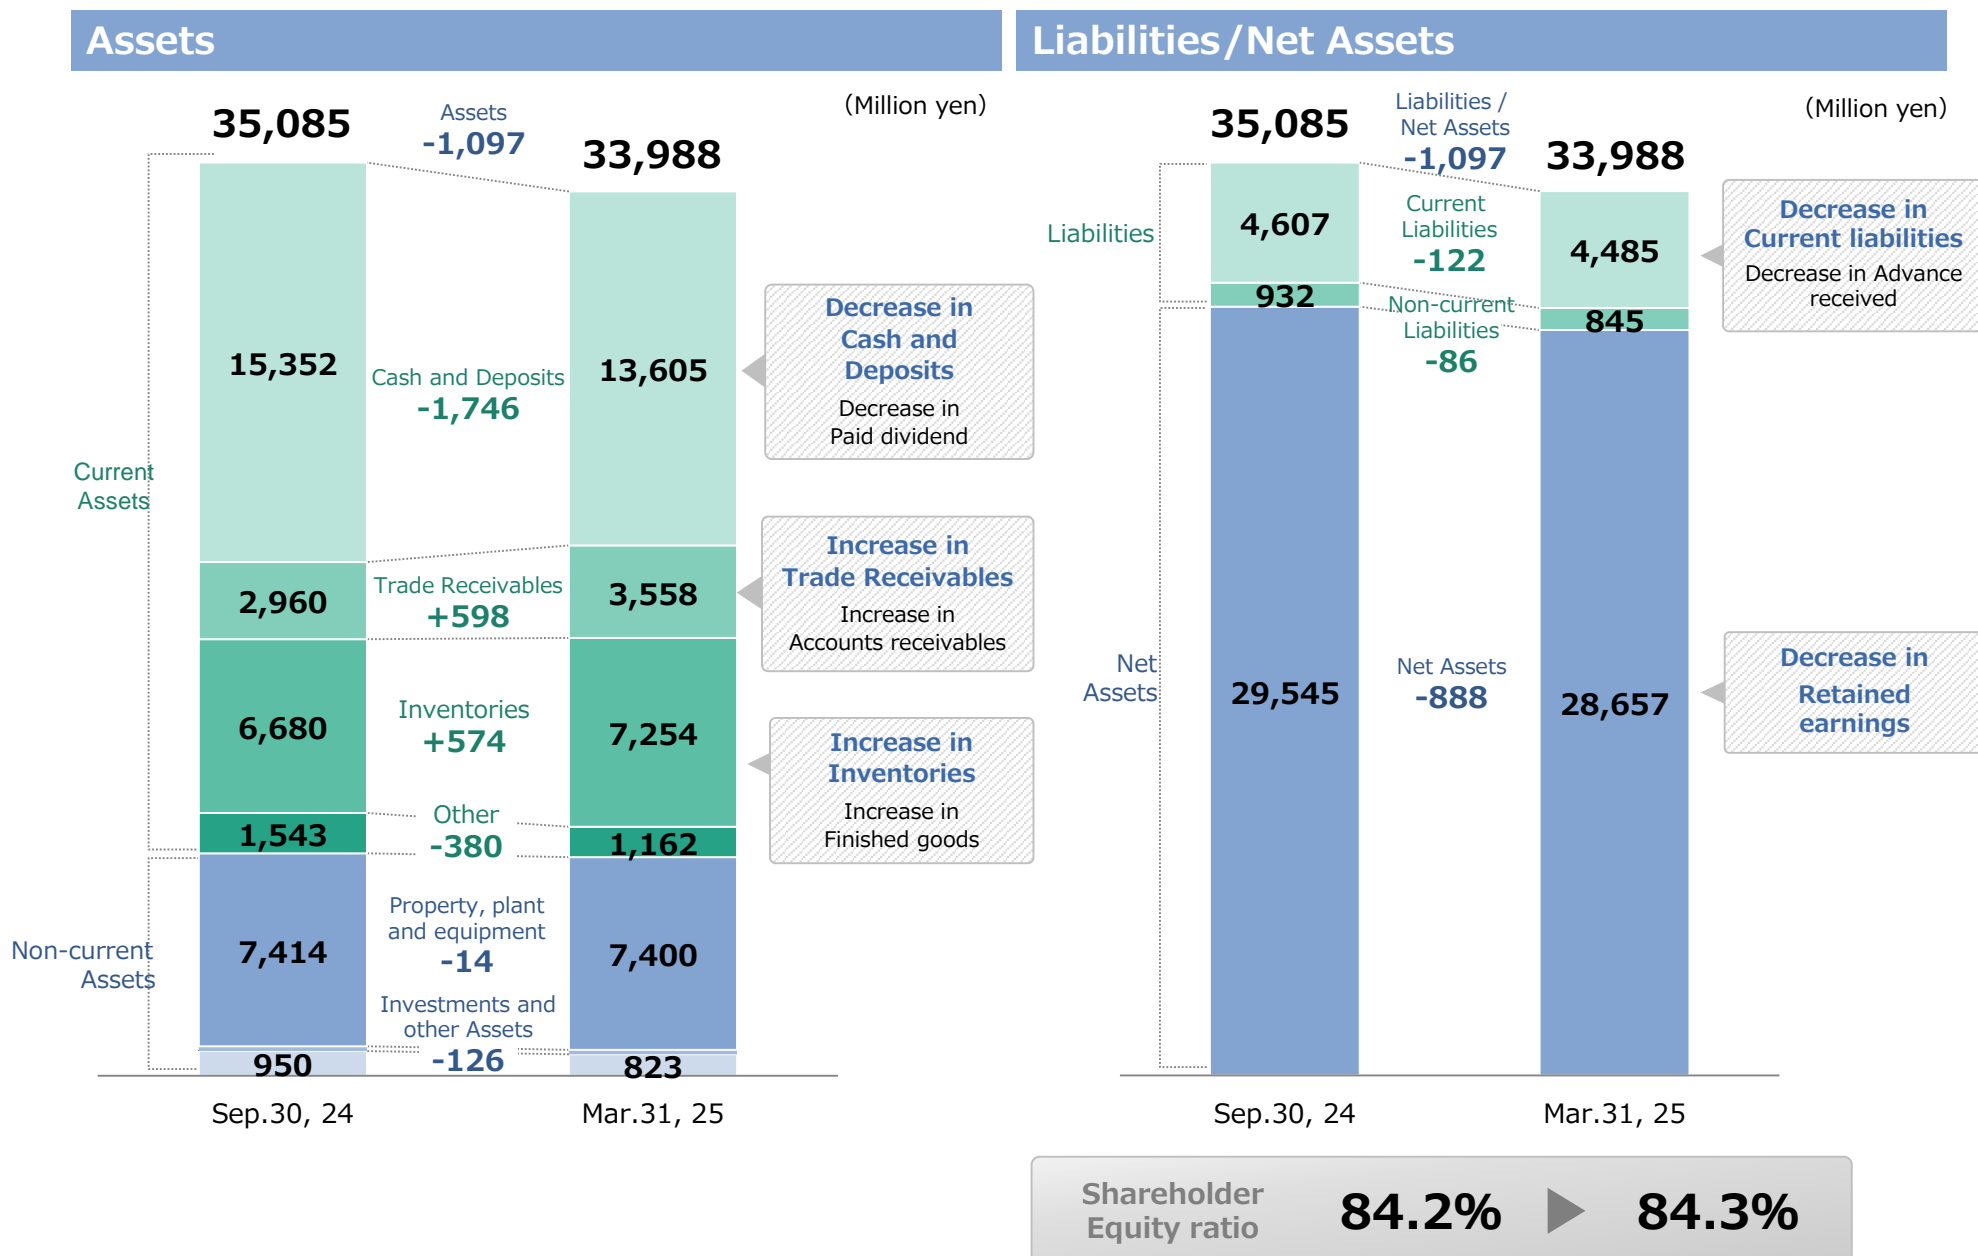 Assets
(Million yen)
35,085
Assets
-1,097
33,988
Current
Assets
15,352
Cash and Deposits
-1,746
13,605
Decrease in
Cash and
Deposits
Decrease in
Paid dividend
2,960
Trade Receivables
+598
3,558
Increase in
Trade Receivables
Increase in
Accounts receivables
6,680
Inventories
+574
7,254
Increase in
Inventories
Increase in
Finished goods
1,543
Other
-380
1,162
Non-current
Assets
7,414
Property, plant
and equipment
-14
7,400
950
Investments and
other Assets
-126
823
Sep.30, 24
Mar.31, 25
Liabilities/Net Assets
(Million yen)
35,085
Liabilities /
Net Assets
-1,097
33,988
Liabilities
4,607
Current
Liabilities
-122
4,485
Decrease in
Current liabilities
Decrease in Advance
received
932
Non-current
Liabilities
-86
845
Net
Assets
29,545
Net Assets
-888
28,657
Decrease in
Retained
earnings
Sep.30, 24
Mar.31, 25
Shareholder
Equity ratio
84.2%
84.3%